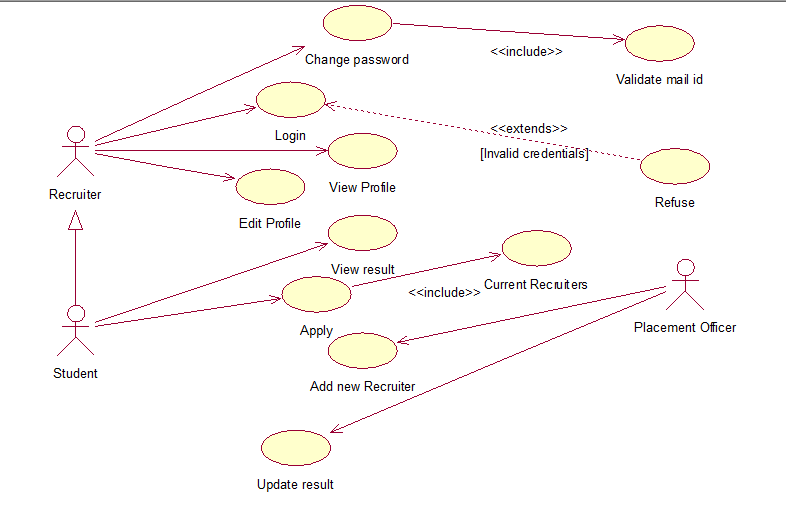 Change password
<<include>>
Validate mail id
Login
<<extends>>
[Invalid credentials]
Recruiter
View Profile
Refuse
Edit Profile
View result
Current Recruiters
<<include>>
Apply
Placement Officer
Student
Add new Recruiter
Update result